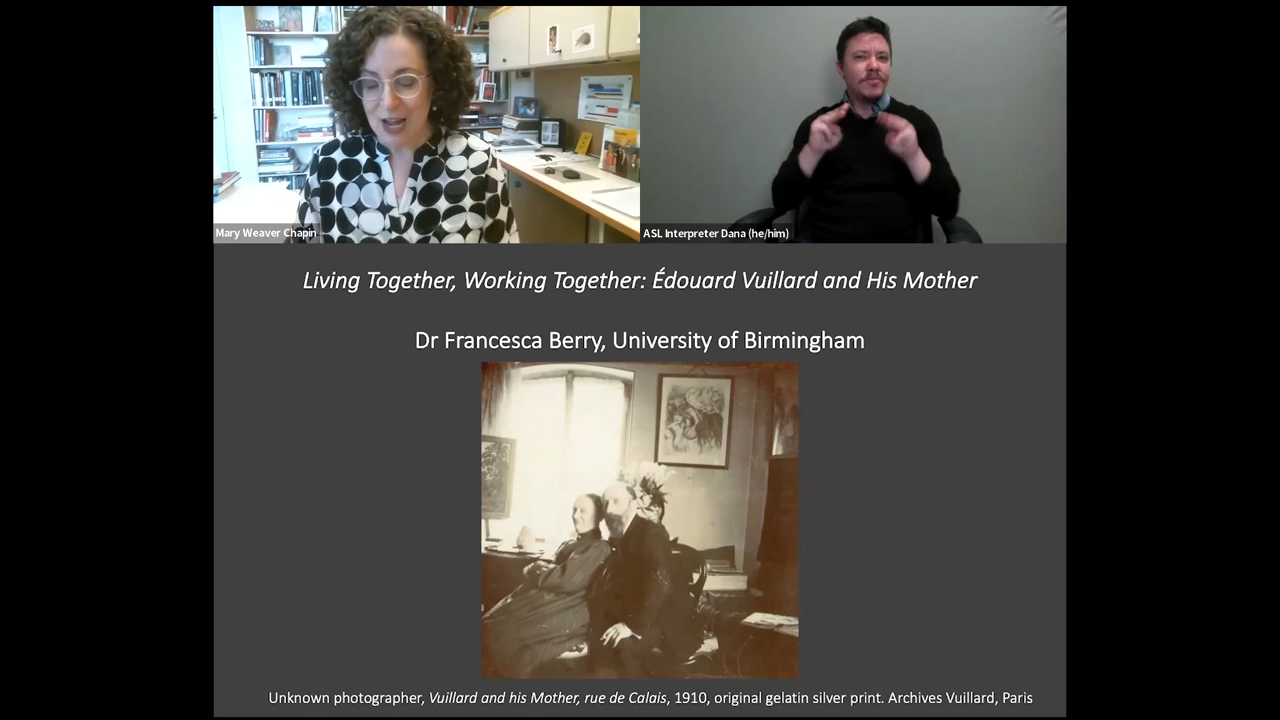 Mary Weaver Chapin
ASL Interpreter Dana (he/him)
Living Together, Working Together: Édouard Vuillard and His Mother
Dr Francesca Berry, University of Birmingham
Unknown photographer, Vuillard and his Mother, rue de Calais, 1910, original gelatin silver print. Archives Vuillard, Paris